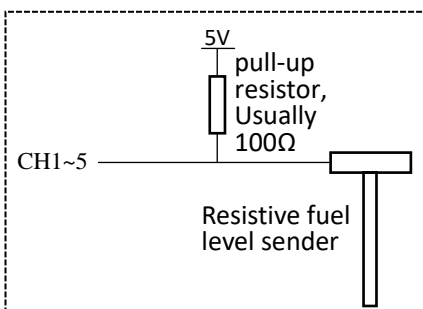 5V
pull-up
resistor,
Usually
100Ω
CH1~5
Resistive fuel
level sender